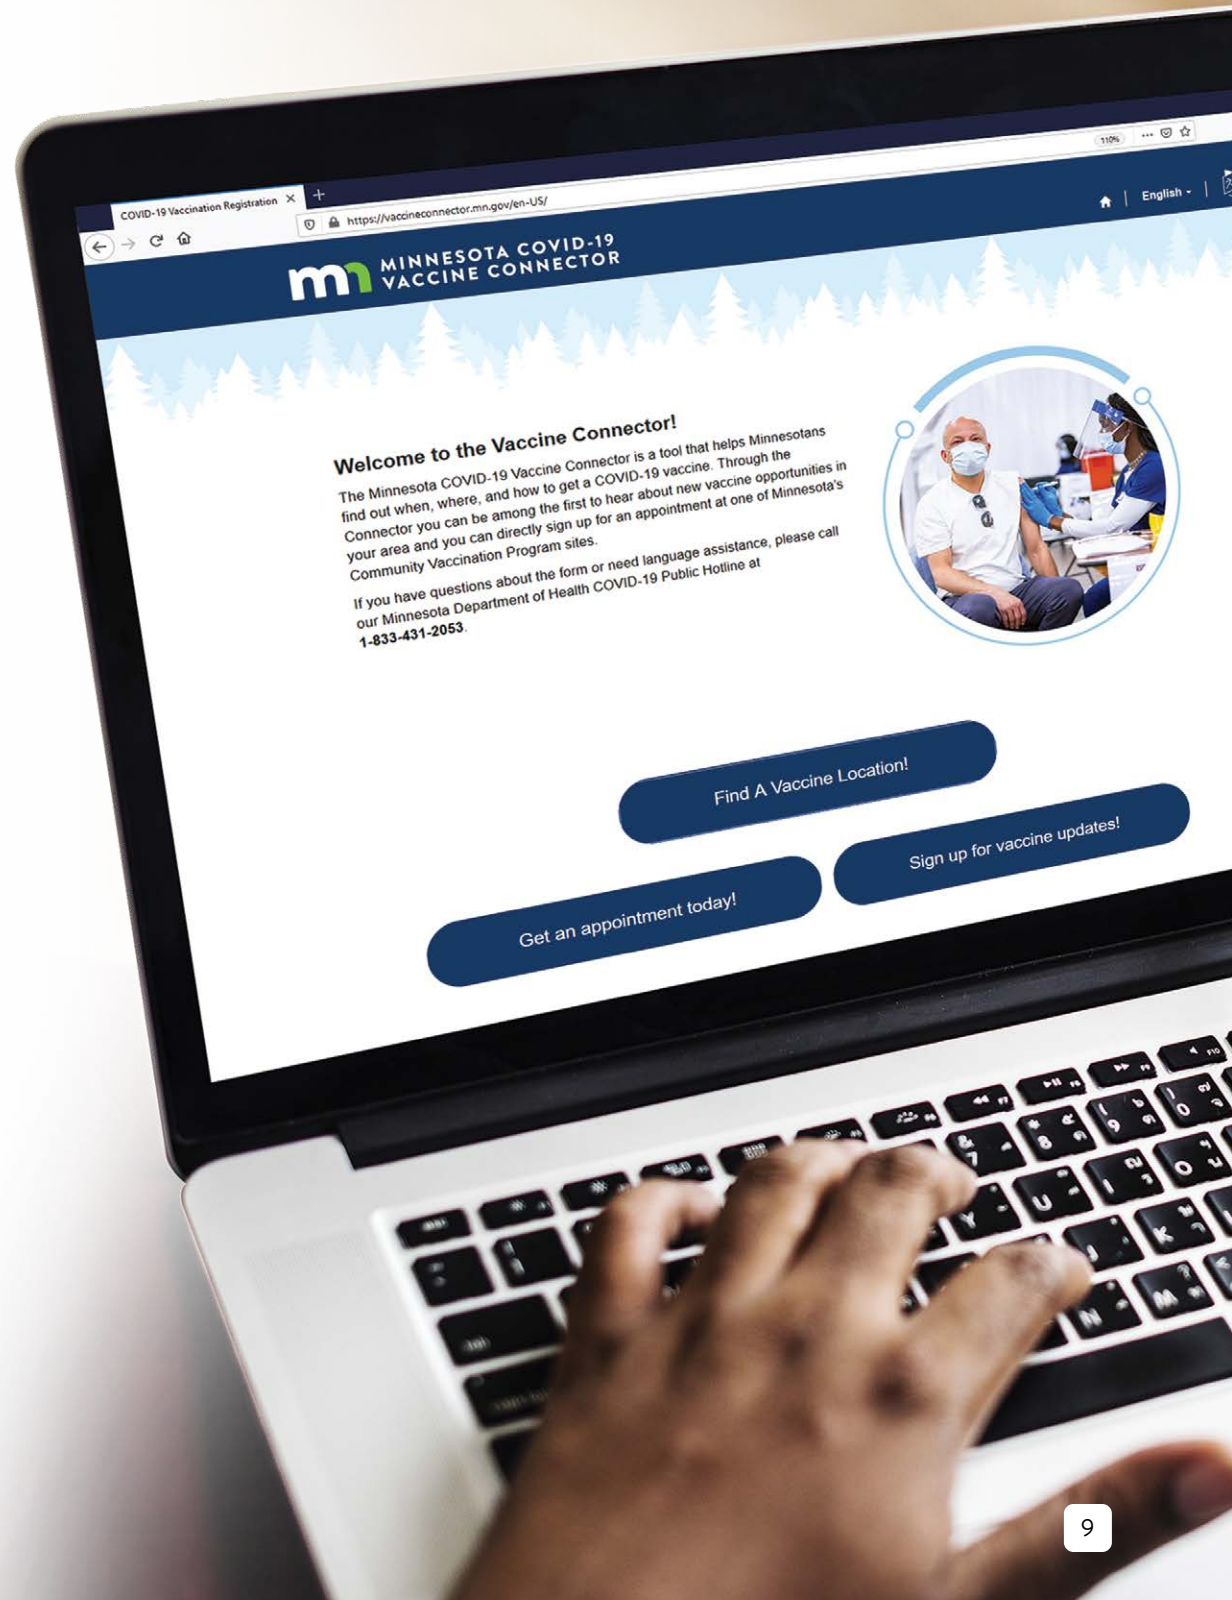 COVID-19 Vaccination Registration
110%
https://vaccineconnector.mn.gov/en-US/
English
mn MINNESOTA COVID-19
VACCINE CONNECTOR
Welcome to the Vaccine Connector!
The Minnesota COVID-19 Vaccine Connector is a tool that helps Minnesotans
find out when, where, and how to get a COVID-19 vaccine. Through the
Connector you can be among the first to hear about new vaccine opportunities in
your area and you can directly sign up for an appointment at one of Minnesota's
Community Vaccination Program sites.
If you have questions about the form or need language assistance, please call
our Minnesota Department of Health COVID-19 Public Hotline at
1-833-431-2053.
Find A Vaccine Location!
Sign up for vaccine updates!
Get an appointment today!
F10
& 7
* 8
( 9
) 0
Y
U
I
O
J
K
N
M
9